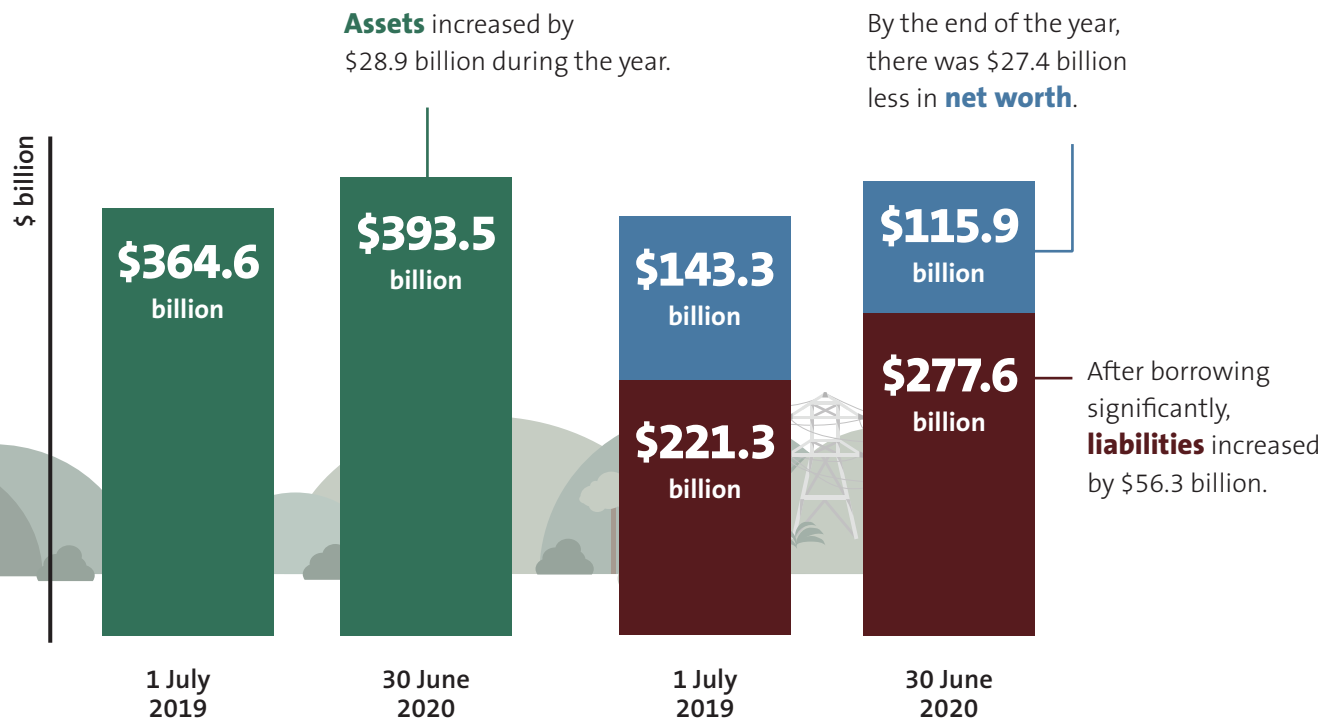 Assets increased by
$28.9 billion during the year.
By the end of the year,
there was $27.4 billion
less in net worth.
$ billion
$364.6
billion
$393.5
billion
$143.3
billion
$221.3
billion
$115.9
billion
$277.6
billion
After borrowing
significantly,
liabilities increased
by $56.3 billion.
1 July
2019
30 June
2020
1 July
2019
30 June
2020